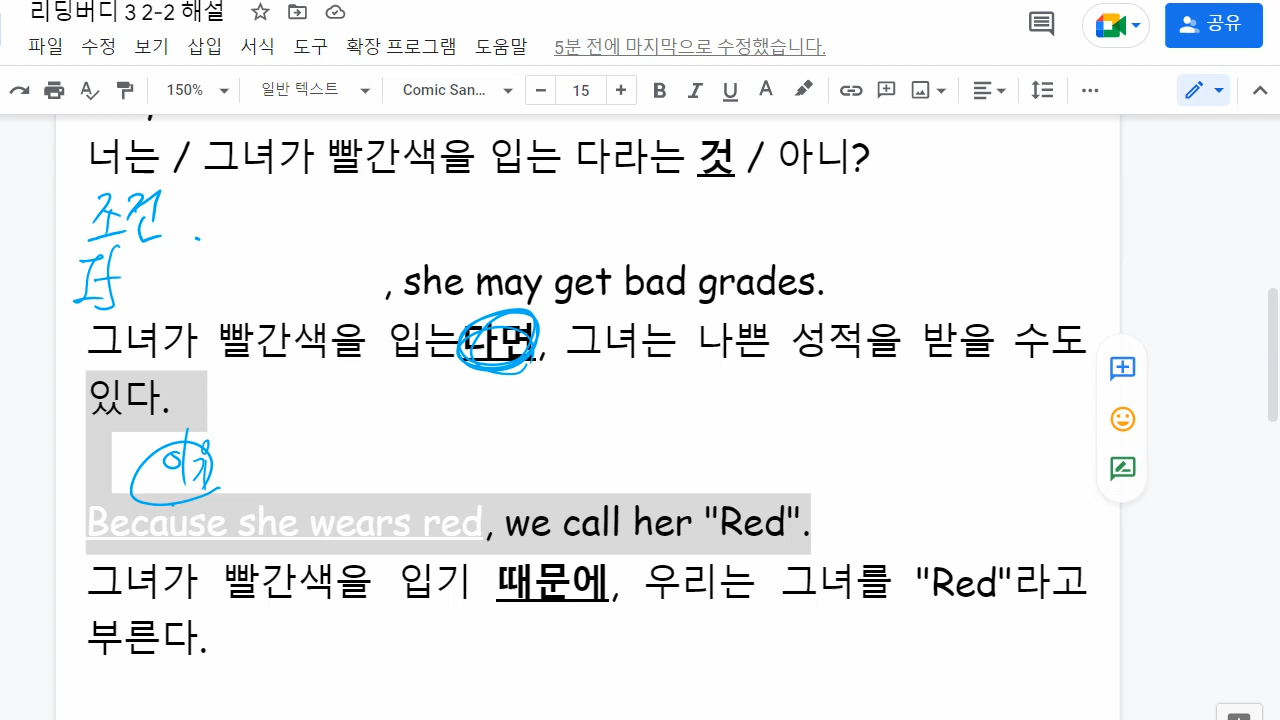 리딩버디 3 2-2 해설
파일 수정 보기 삽입 서식 도구 확장 프로그램 도움말 5분 전에 마지막으로 수정했습니다.
공유
150% 일반 텍스트 Comic San... 15 B I U A
너는 / 그녀가 빨간색을 입는 다라는 것 / 아니?
조건 .
If
, she may get bad grades.
그녀가 빨간색을 입는다면, 그녀는 나쁜 성적을 받을 수도
있다.
Because she wears red, we call her "Red".
그녀가 빨간색을 입기 때문에, 우리는 그녀를 "Red"라고
부른다.